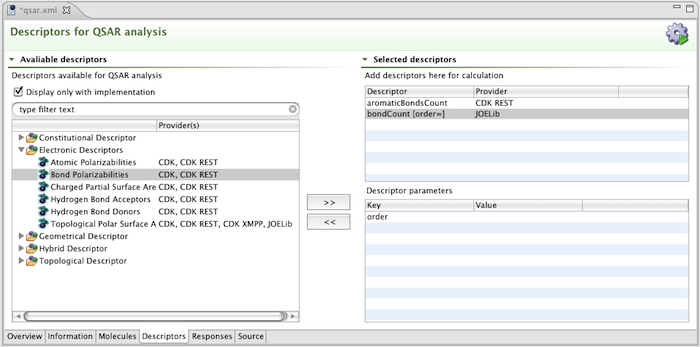 *qsar.xml
Descriptors for QSAR analysis
Avaliable descriptors
Descriptors available for QSAR analysis
Display only with implementation
type filter text
Provider(s)
Constitutional Descriptor
Electronic Descriptors
Atomic Polarizabilities CDK, CDK REST
Bond Polarizabilities CDK, CDK REST
Charged Partial Surface Are CDK, CDK REST
Hydrogen Bond Acceptors CDK, CDK REST
Hydrogen Bond Donors CDK, CDK REST
Topological Polar Surface A CDK, CDK REST, CDK XMPP, JOELib
Geometrical Descriptor
Hybrid Descriptor
Topological Descriptor
>>
<<
Selected descriptors
Add descriptors here for calculation
Descriptor Provider
aromaticBondsCount CDK REST
bondCount [order=] JOELib
Descriptor parameters
Key Value
order
Overview Information Molecules Descriptors Responses Source